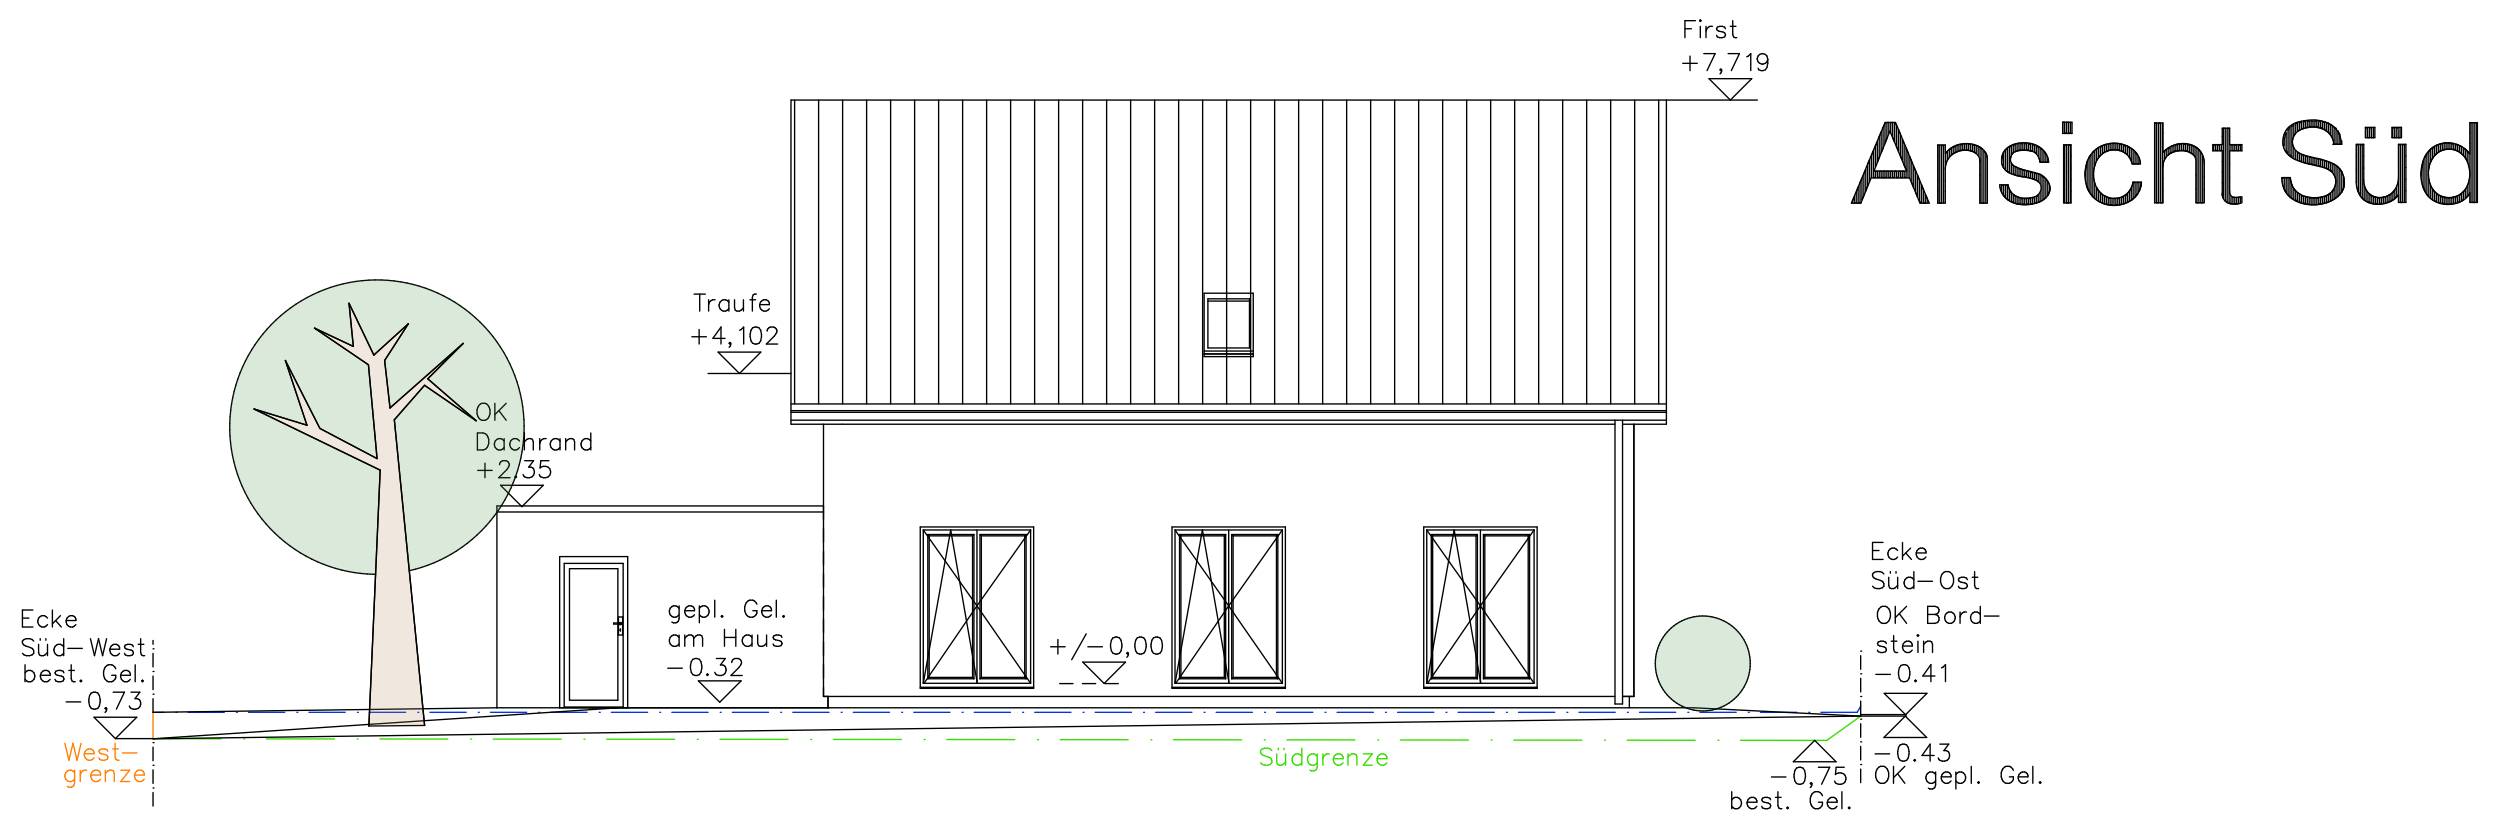 First
+7,719
Ansicht Süd
Traufe
+4,102
OK
Dachrand
+2.35
Ecke
Süd-West
best. Gel.
-0,73
West-
grenze
gepl. Gel.
am Haus
-0.32
+/-0,00
Ecke
Süd-Ost
OK Bord-
stein
-0.41
-0.43
OK gepl. Gel.
Südgrenze
-0,75
best. Gel.